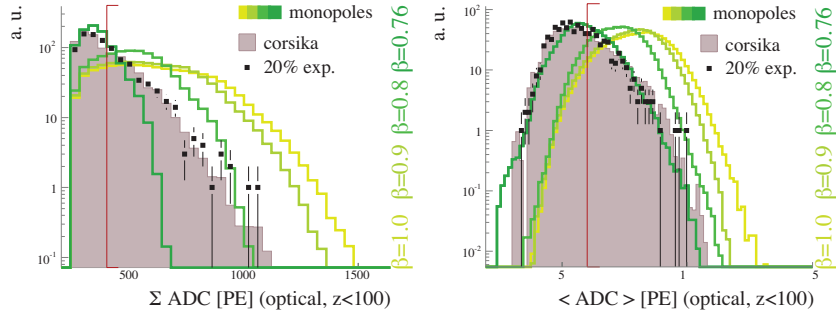 a. u.
10²
10
1
10⁻¹
500
1000
1500
Σ ADC [PE] (optical, z<100)
monopoles
corsika
20% exp.
β=1.0 β=0.9 β=0.8 β=0.76
a. u.
10
1
10⁻¹
10⁻²
5
1
5
< ADC > [PE] (optical, z<100)
monopoles
corsika
20% exp.
β=1.0 β=0.9 β=0.8 β=0.76